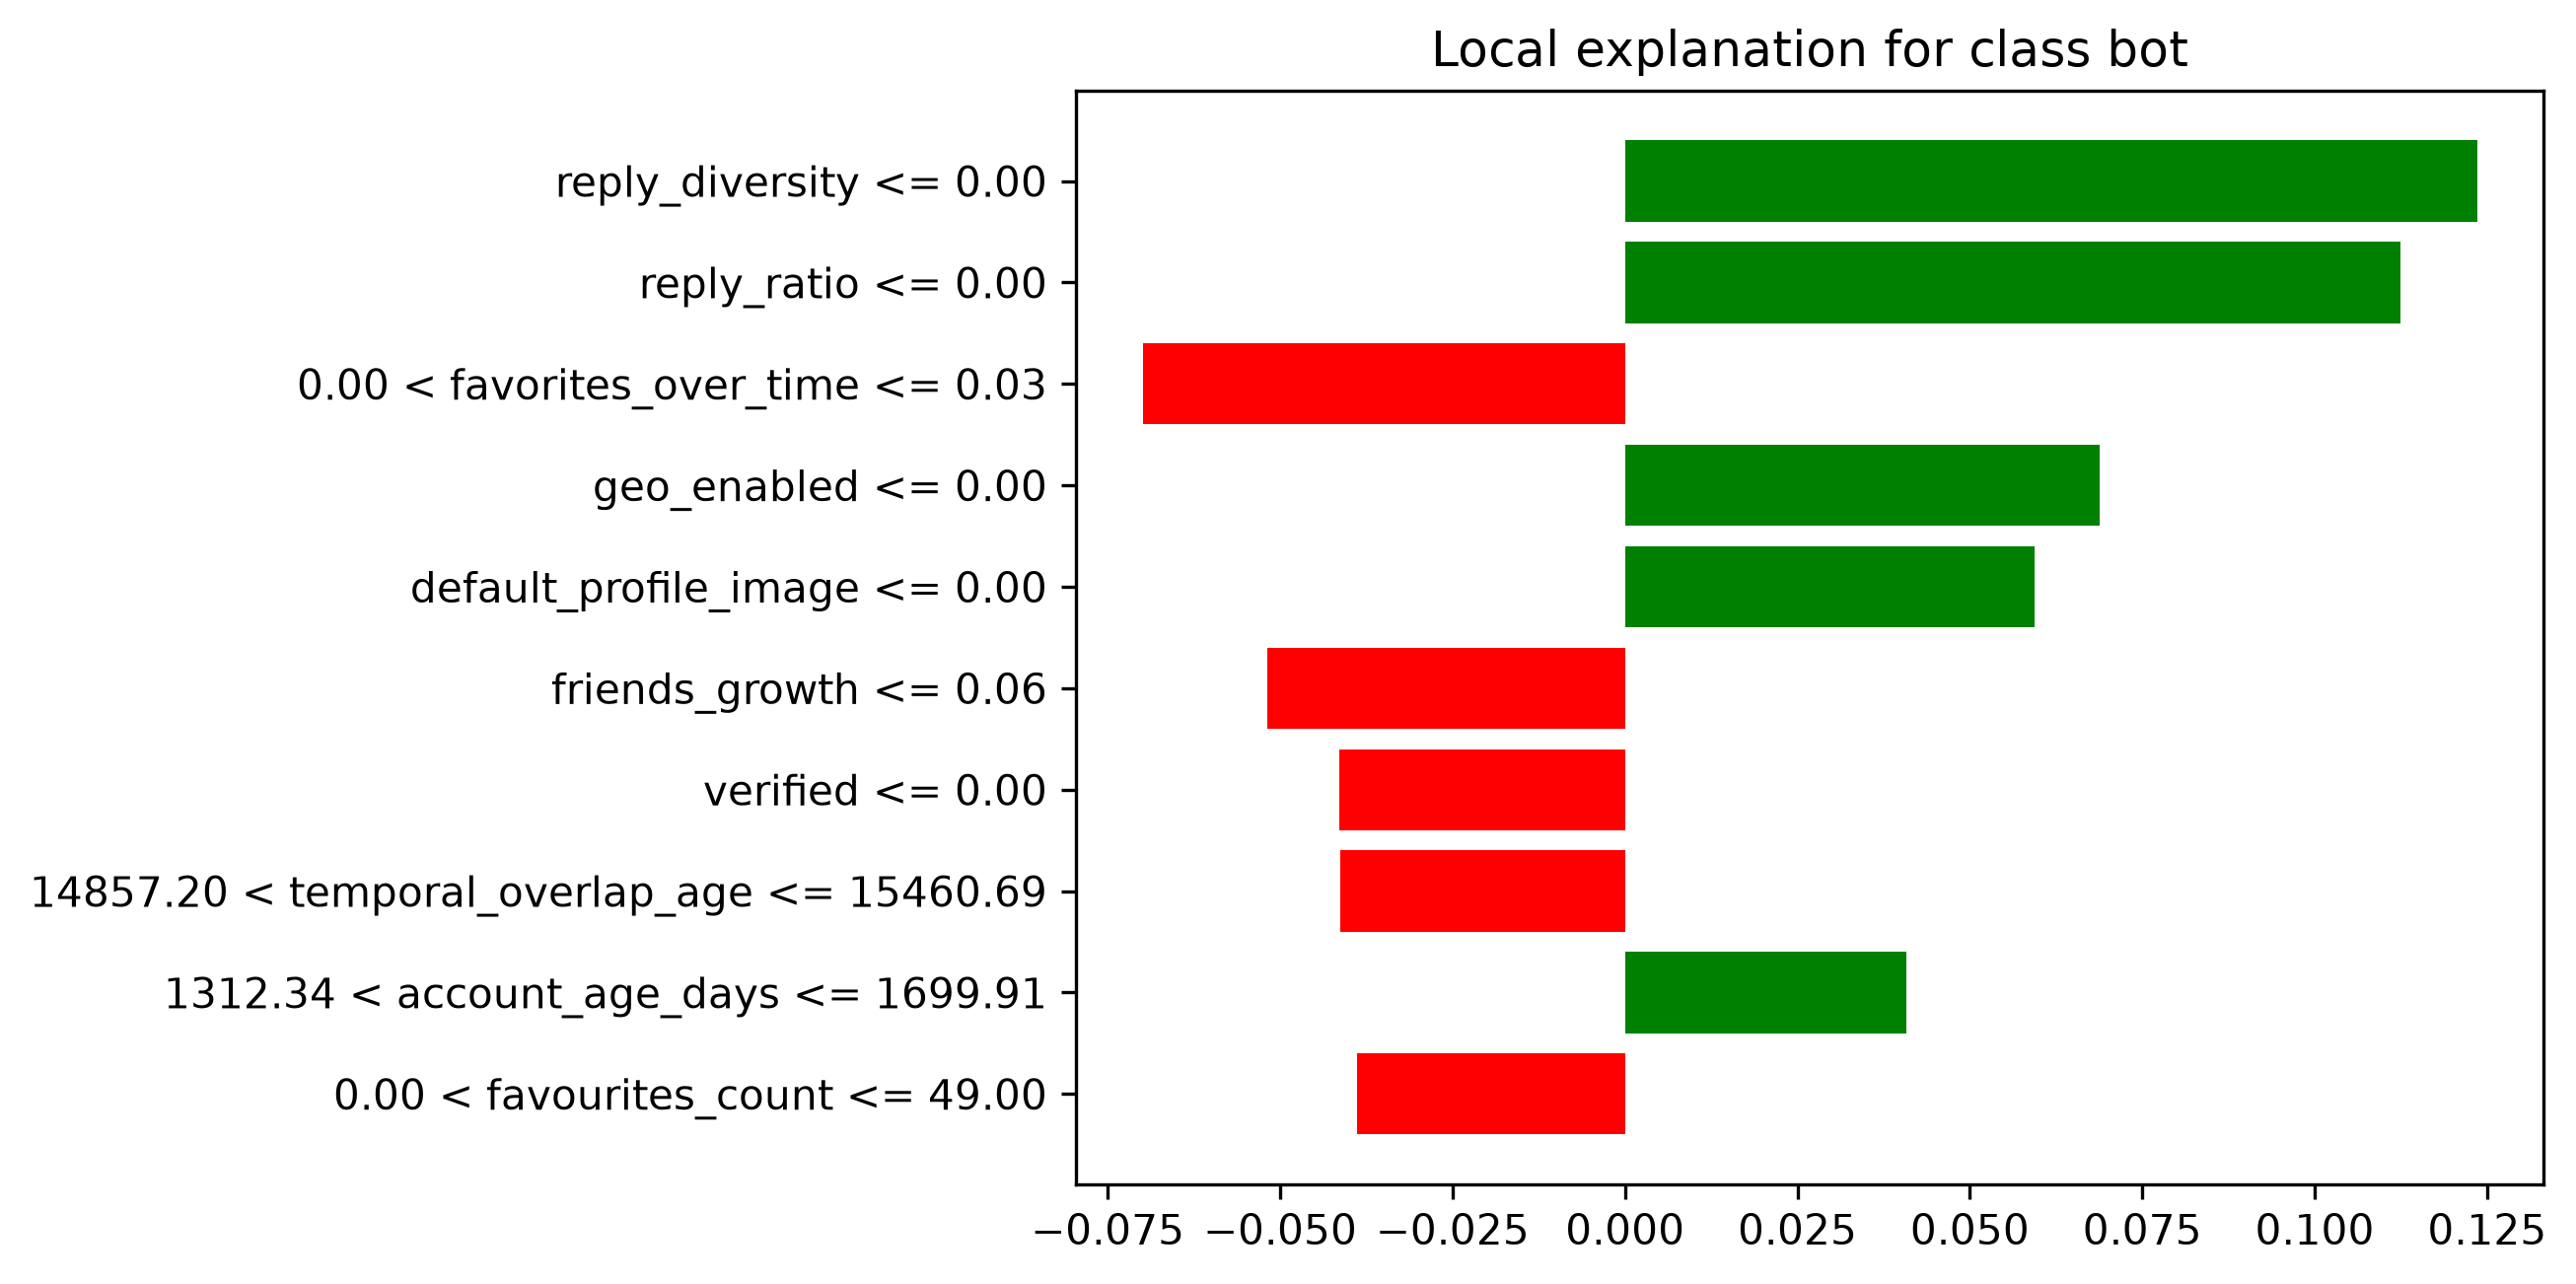 Local explanation for class bot
reply_diversity <= 0.00
reply_ratio <= 0.00
0.00 < favorites_over_time <= 0.03
geo_enabled <= 0.00
default_profile_image <= 0.00
friends_growth <= 0.06
verified <= 0.00
14857.20 < temporal_overlap_age <= 15460.69
1312.34 < account_age_days <= 1699.91
0.00 < favourites_count <= 49.00
−0.075 −0.050 −0.025 0.000 0.025 0.050 0.075 0.100 0.125